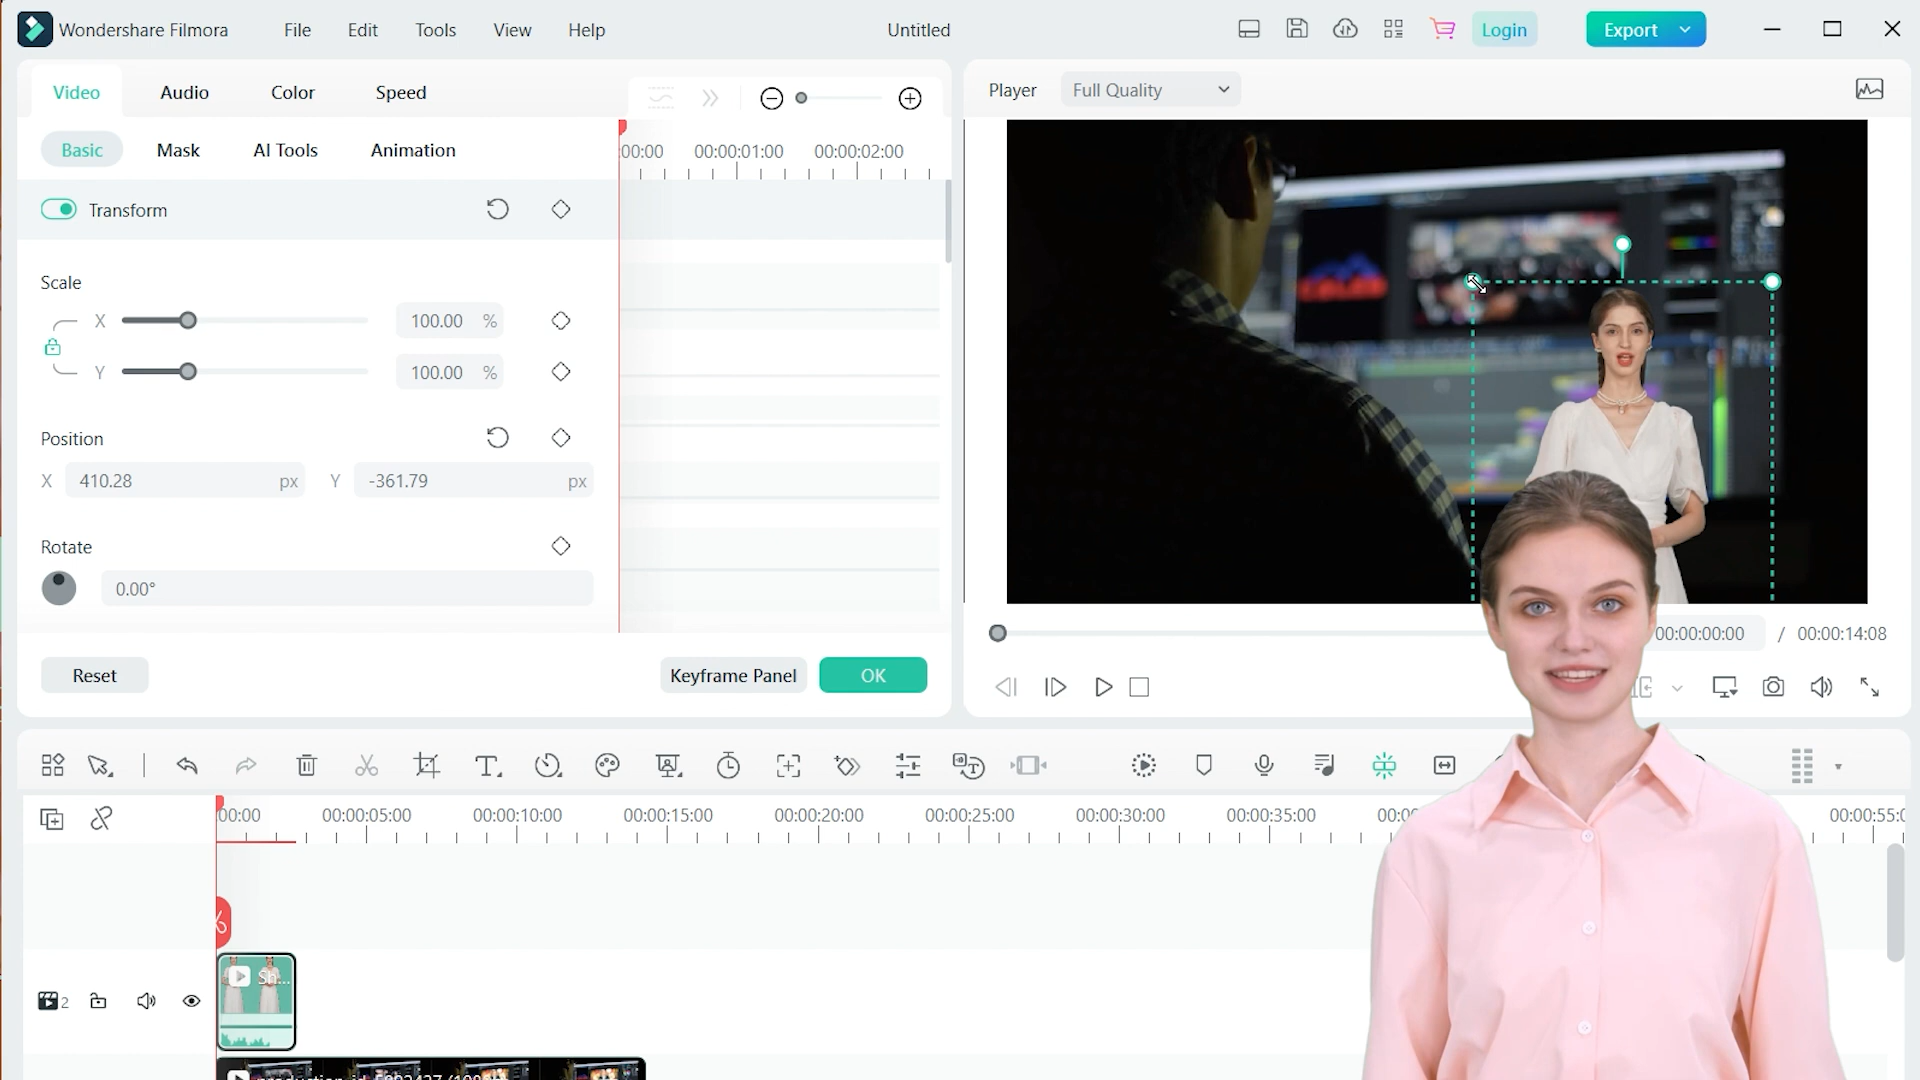 Wondershare Filmora
File
Edit
Tools
View
Help
Untitled
Login
Export
Video
Audio
Color
Speed
Player
Full Quality
Basic
Mask
AI Tools
Animation
:00:00
00:00:01:00
00:00:02:00
Transform
Scale
X
100.00
%
Y
100.00
%
Position
X
410.28
px
Y
-361.79
px
Rotate
0.00°
00:00:00:00
/
00:00:14:08
Reset
Keyframe Panel
OK
:00:00
00:00:05:00
00:00:10:00
00:00:15:00
00:00:20:00
00:00:25:00
00:00:30:00
00:00:35:00
00:00:55:0
Sh...
2